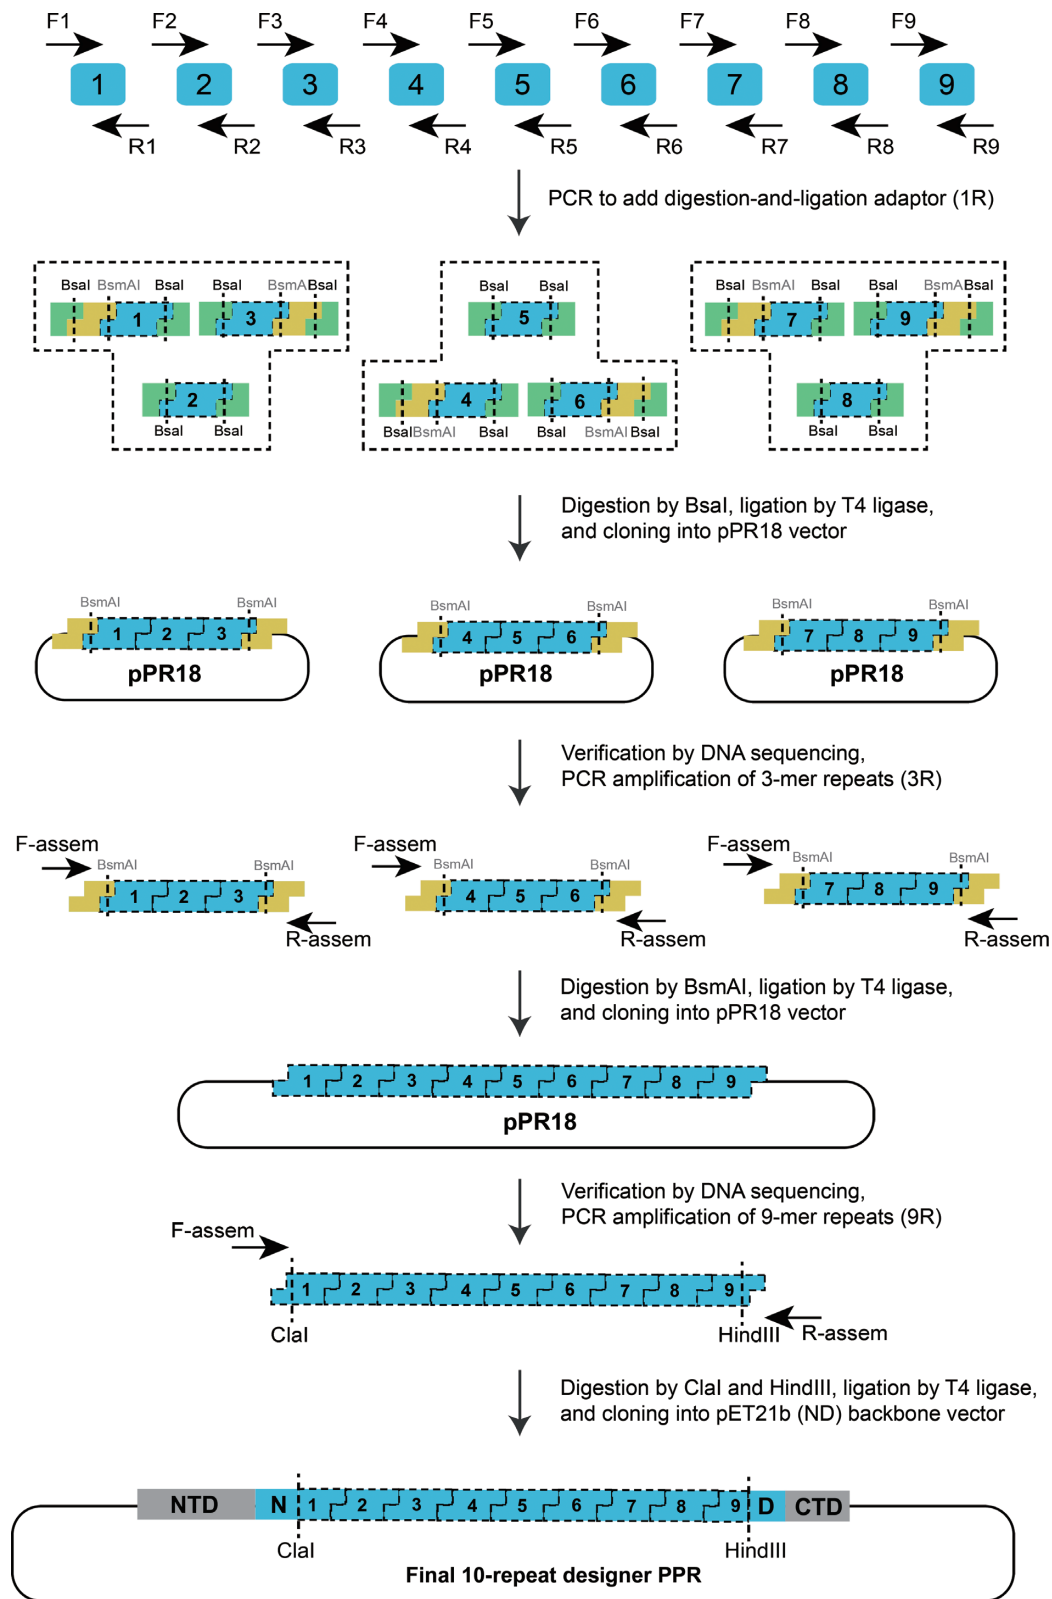 F1 F2 F3 F4 F5 F6 F7 F8 F9
1 2 3 4 5 6 7 8 9
R1 R2 R3 R4 R5 R6 R7 R8 R9
PCR to add digestion-and-ligation adaptor (1R)
BsaI BsmAI BsaI BsaI BsmA BsaI
1 3
2
BsaI BsaI
BsaI BsaI
5
4 6
BsaI BsmAI BsaI BsaI BsmAI BsaI
BsaI BsmAI BsaI BsaI BsmA BsaI
7 9
8
BsaI BsaI
Digestion by BsaI, ligation by T4 ligase,
and cloning into pPR18 vector
BsmAI BsmAI BsmAI BsmAI BsmAI BsmAI
1 2 3 4 5 6 7 8 9
pPR18 pPR18 pPR18
Verification by DNA sequencing,
PCR amplification of 3-mer repeats (3R)
F-assem F-assem F-assem
BsmAI BsmAI BsmAI BsmAI BsmAI BsmAI
1 2 3 4 5 6 7 8 9
R-assem R-assem R-assem
Digestion by BsmAI, ligation by T4 ligase,
and cloning into pPR18 vector
1 2 3 4 5 6 7 8 9
pPR18
Verification by DNA sequencing,
PCR amplification of 9-mer repeats (9R)
F-assem
1 2 3 4 5 6 7 8 9
ClaI HindIII R-assem
Digestion by ClaI and HindIII, ligation by T4 ligase,
and cloning into pET21b (ND) backbone vector
NTD N 1 2 3 4 5 6 7 8 9 D CTD
ClaI HindIII
Final 10-repeat designer PPR